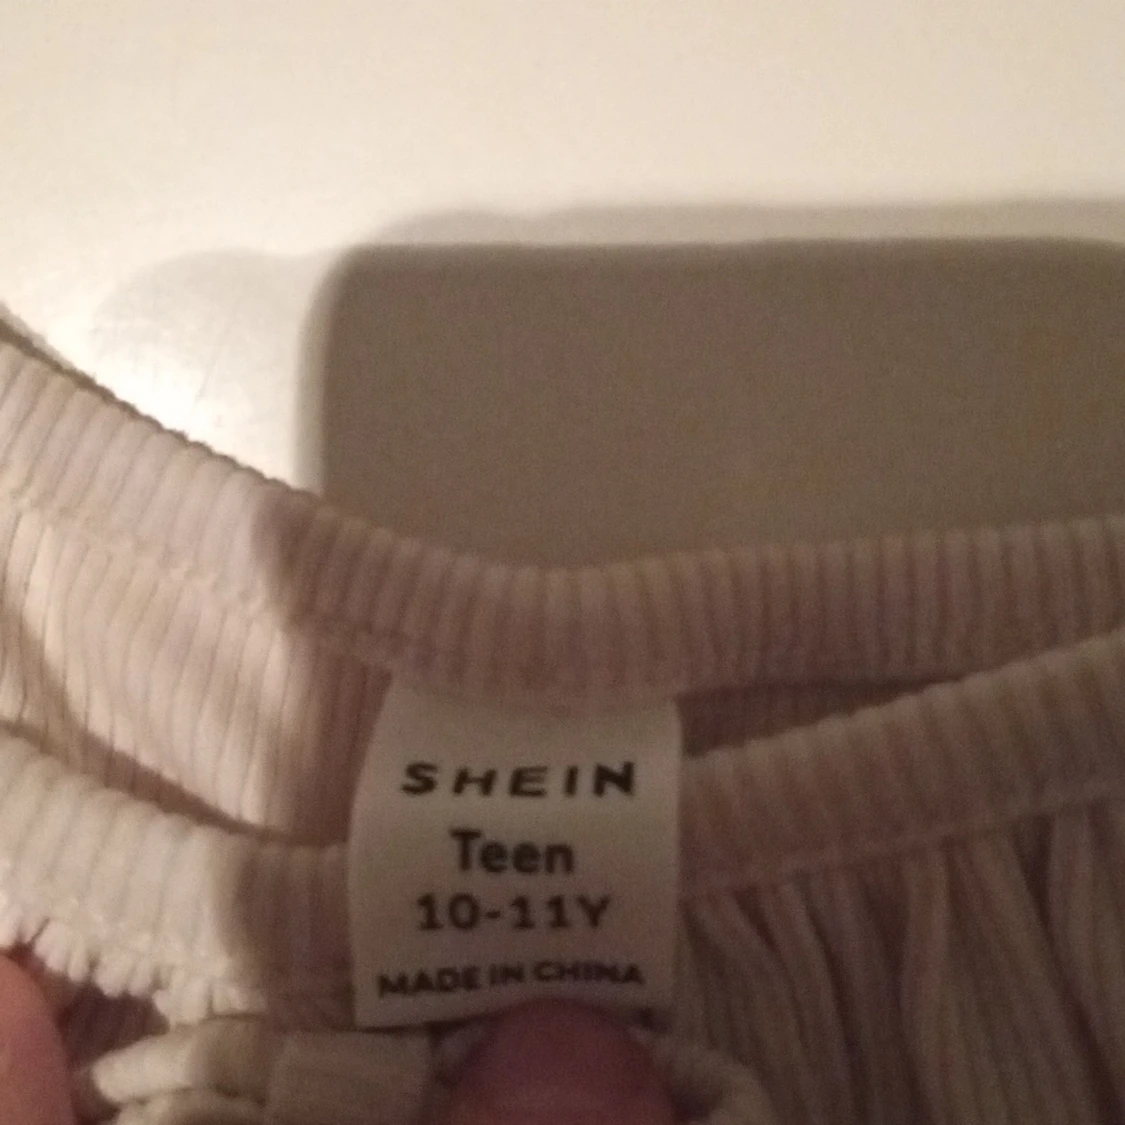 SHEIN
Teen
10-11Y
MADE IN CHINA